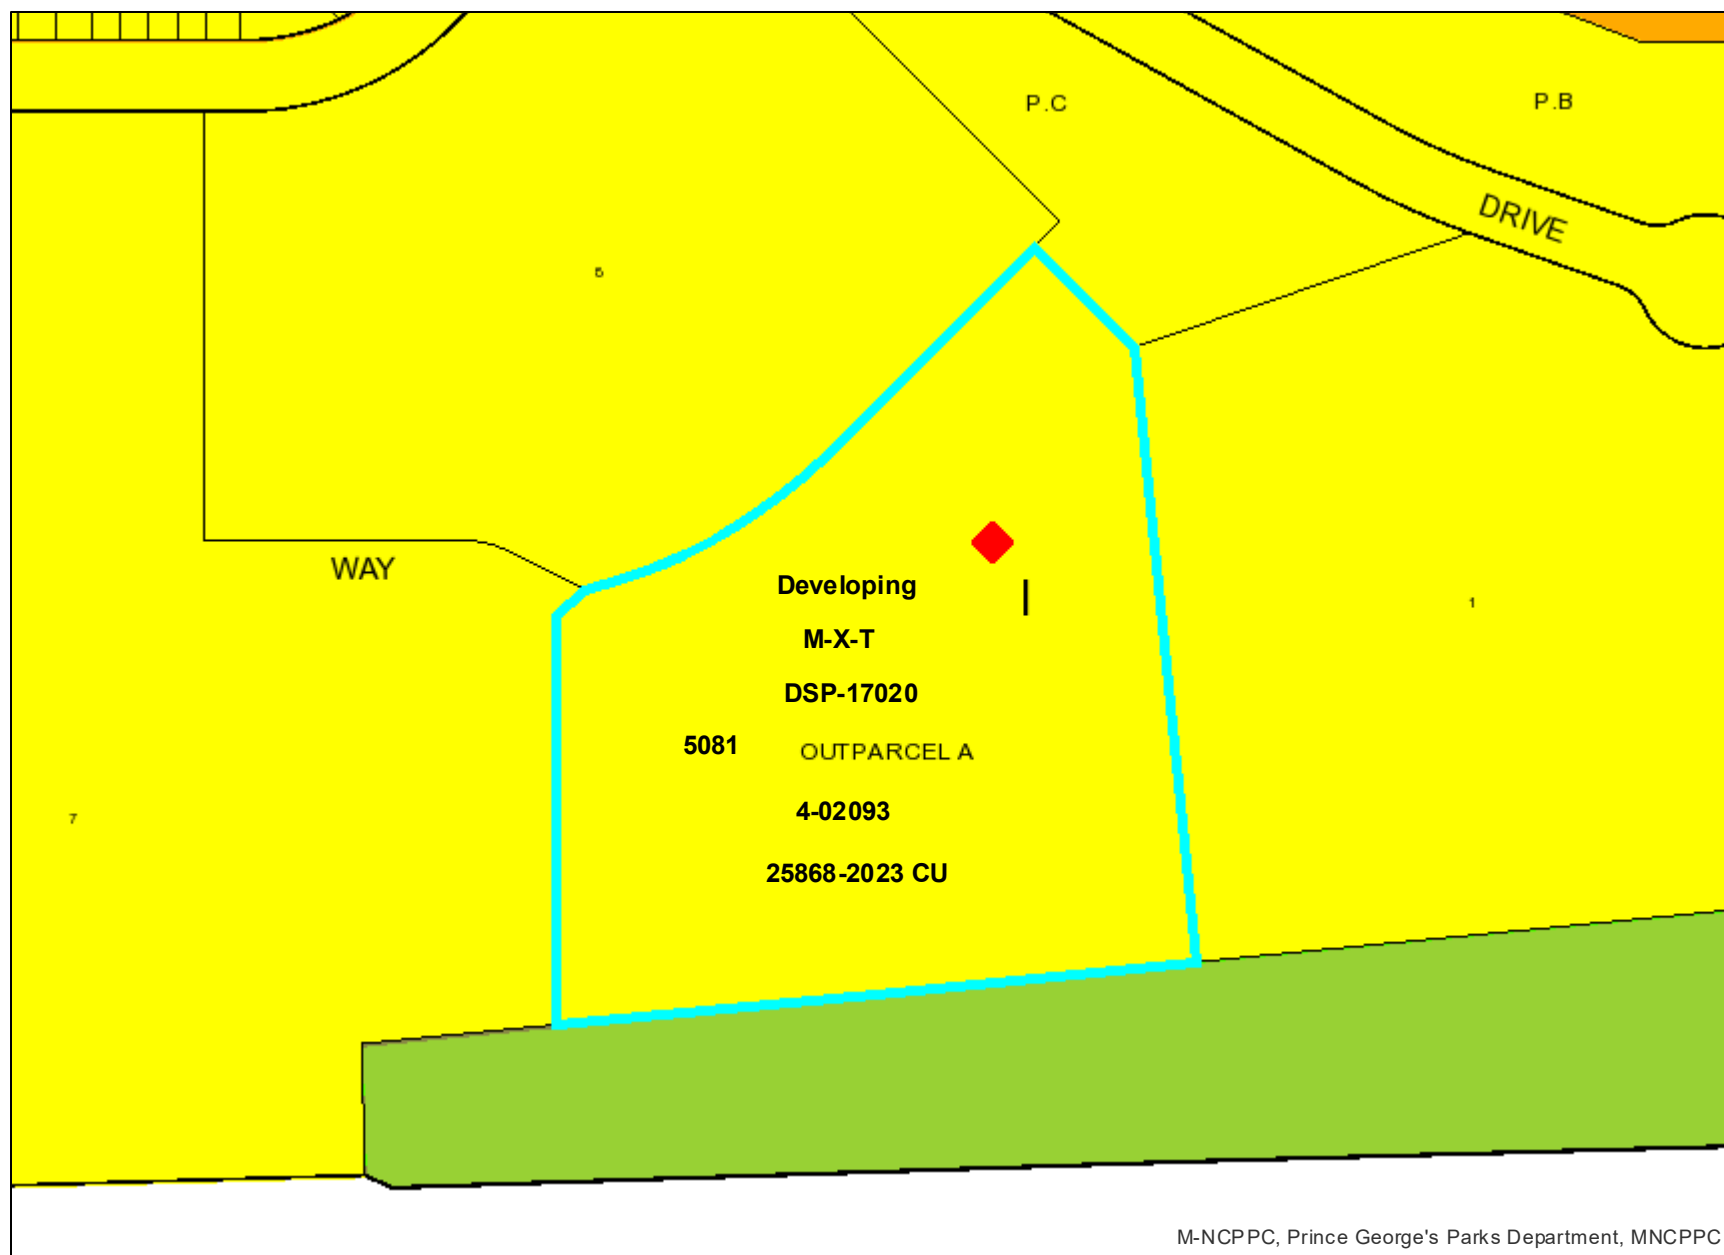 P.C
P.B
DRIVE
WAY
Developing
M-X-T
DSP-17020
5081
OUTPARCEL A
1
4-02093
7
25868-2023 CU
M-NCPPC, Prince George's Parks Department, MNCPPC